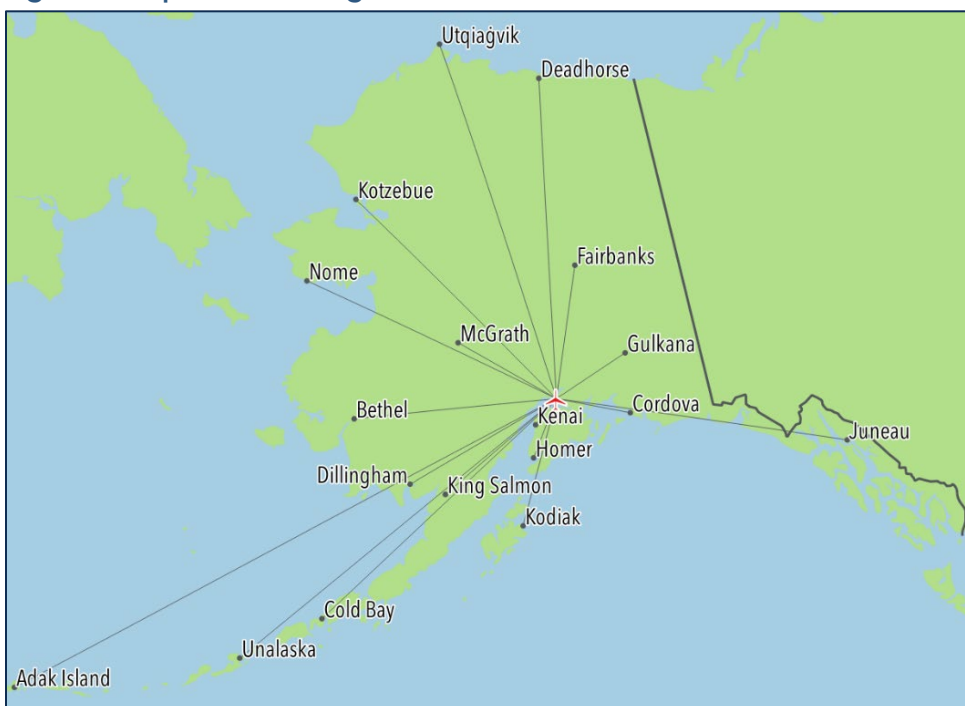 Utqiaġvik
Deadhorse
Kotzebue
Fairbanks
Nome
McGrath
Gulkana
Bethel
Cordova
Kenai
Juneau
Homer
Dillingham
King Salmon
Kodiak
Cold Bay
Unalaska
Adak Island